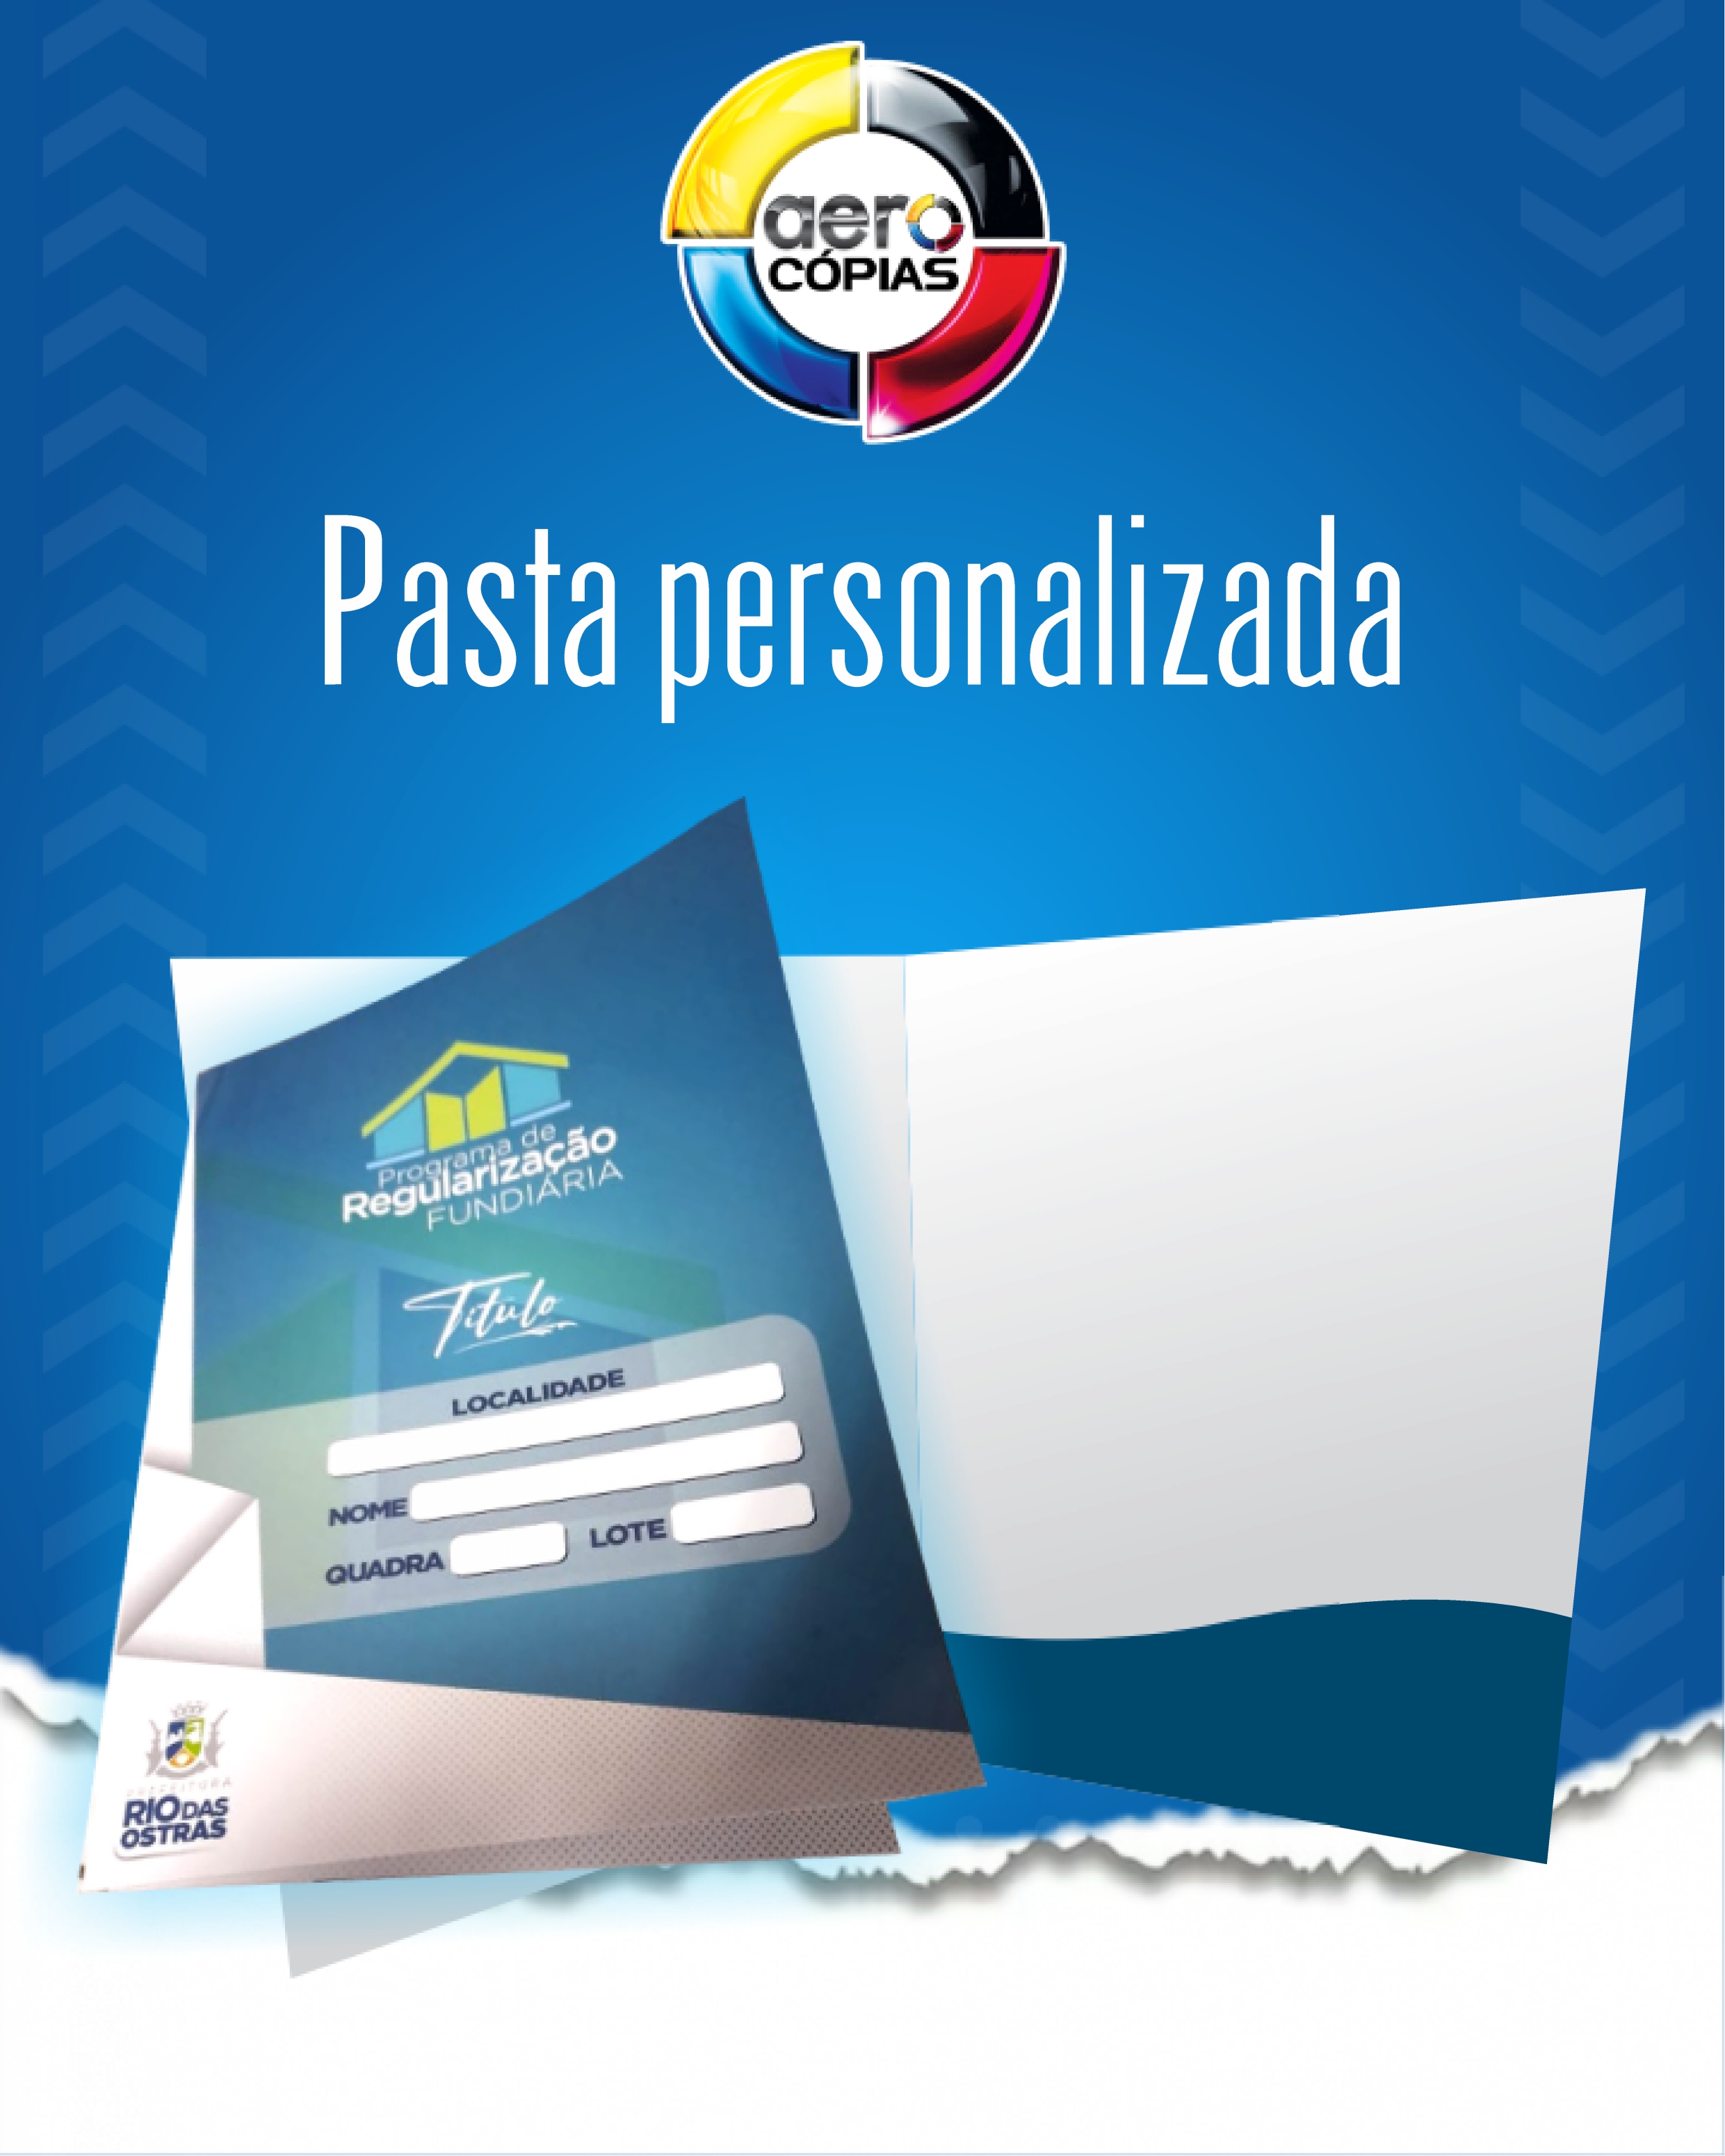 aero
CÓPIAS
Pasta personalizada
Programa de
Regularização
FUNDIÁRIA
Título
LOCALIDADE
NOME
QUADRA LOTE
PREFEITURA
RIO DAS
OSTRAS